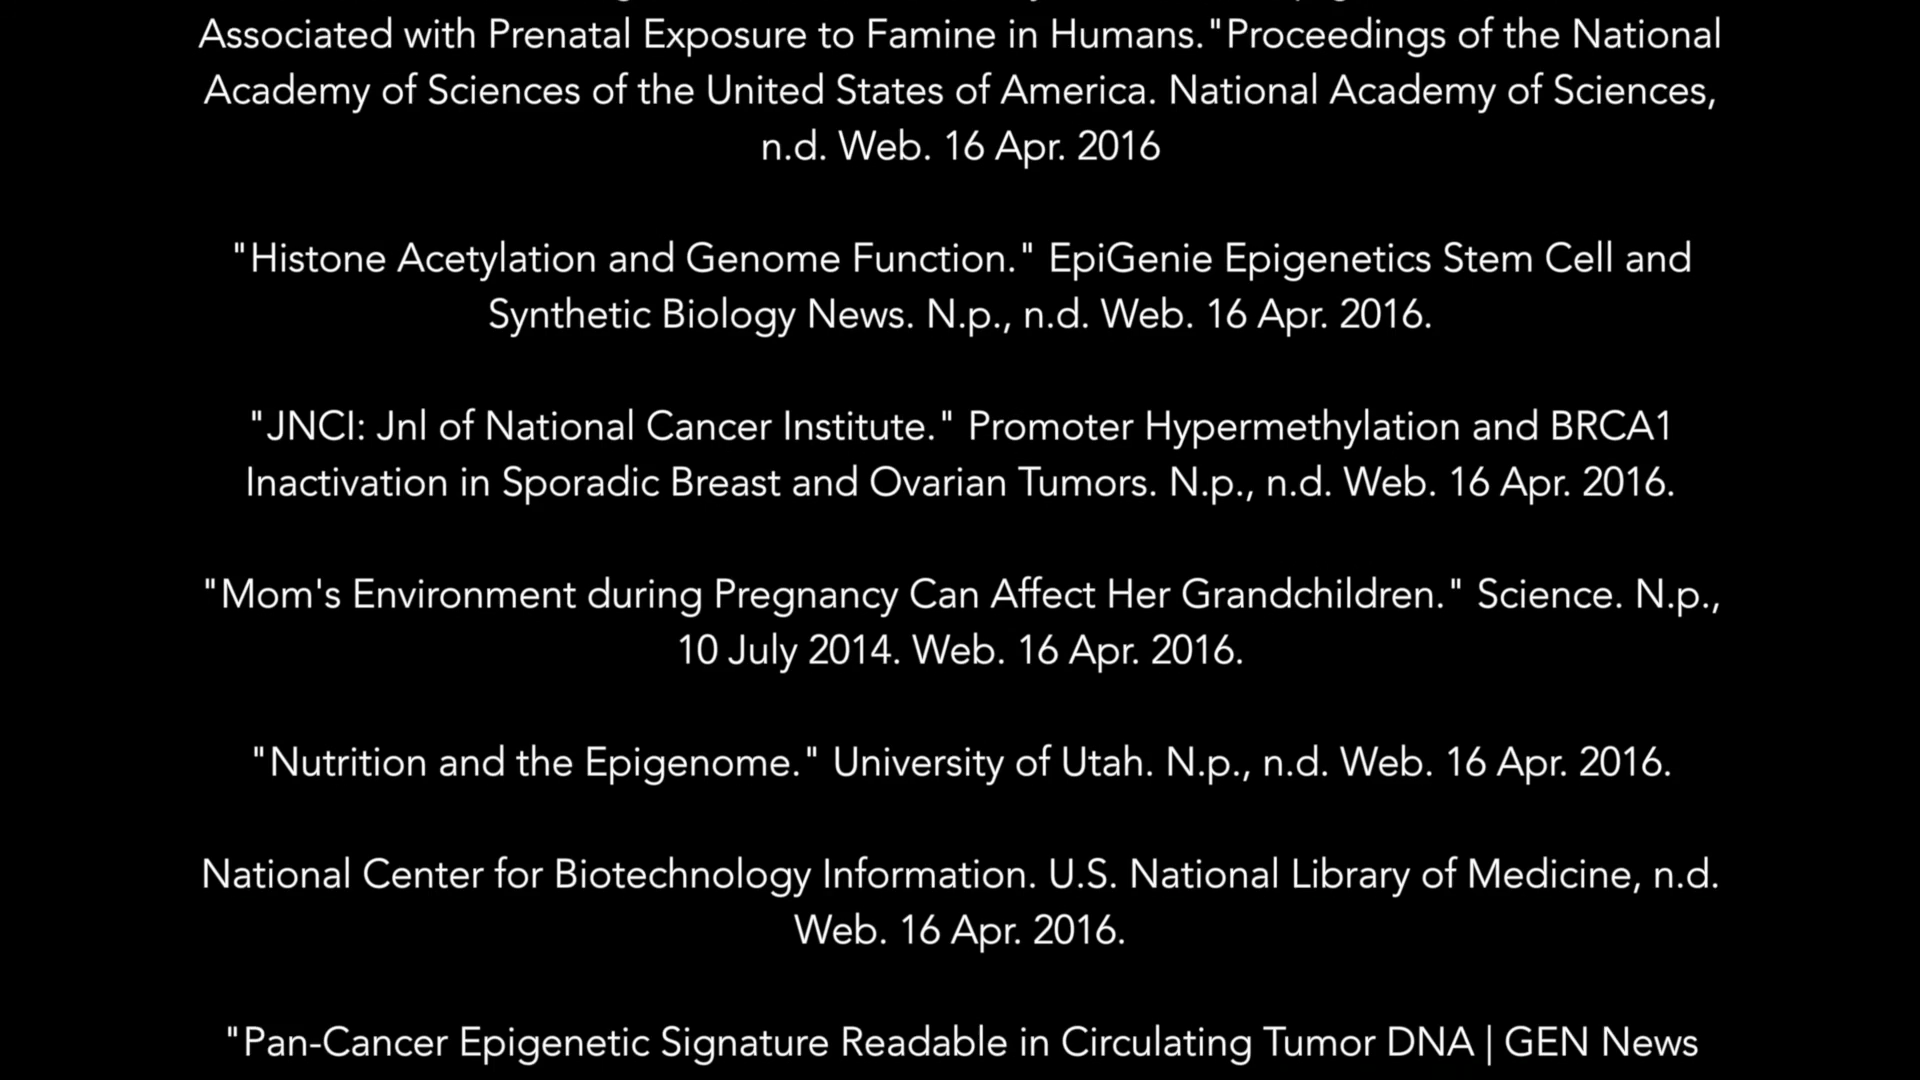 Associated with Prenatal Exposure to Famine in Humans."Proceedings of the National
Academy of Sciences of the United States of America. National Academy of Sciences,
n.d. Web. 16 Apr. 2016
"Histone Acetylation and Genome Function." EpiGenie Epigenetics Stem Cell and
Synthetic Biology News. N.p., n.d. Web. 16 Apr. 2016.
"JNCI: Jnl of National Cancer Institute." Promoter Hypermethylation and BRCA1
Inactivation in Sporadic Breast and Ovarian Tumors. N.p., n.d. Web. 16 Apr. 2016.
"Mom's Environment during Pregnancy Can Affect Her Grandchildren." Science. N.p.,
10 July 2014. Web. 16 Apr. 2016.
"Nutrition and the Epigenome." University of Utah. N.p., n.d. Web. 16 Apr. 2016.
National Center for Biotechnology Information. U.S. National Library of Medicine, n.d.
Web. 16 Apr. 2016.
"Pan-Cancer Epigenetic Signature Readable in Circulating Tumor DNA | GEN News